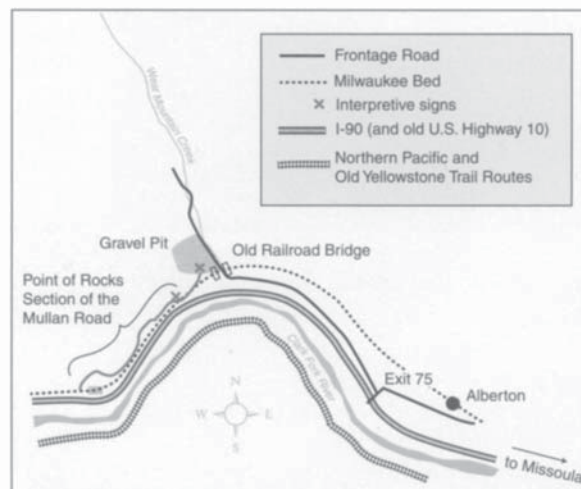 Frontage Road
Milwaukee Bed
Interpretive signs
I-90 (and old U.S. Highway 10)
Northern Pacific and
Old Yellowstone Trail Routes
West Mountain Creek
Gravel Pit
Old Railroad Bridge
Point of Rocks
Section of the
Mullan Road
Clark Fork River
N
W
E
S
Exit 75
Alberton
to Missoula